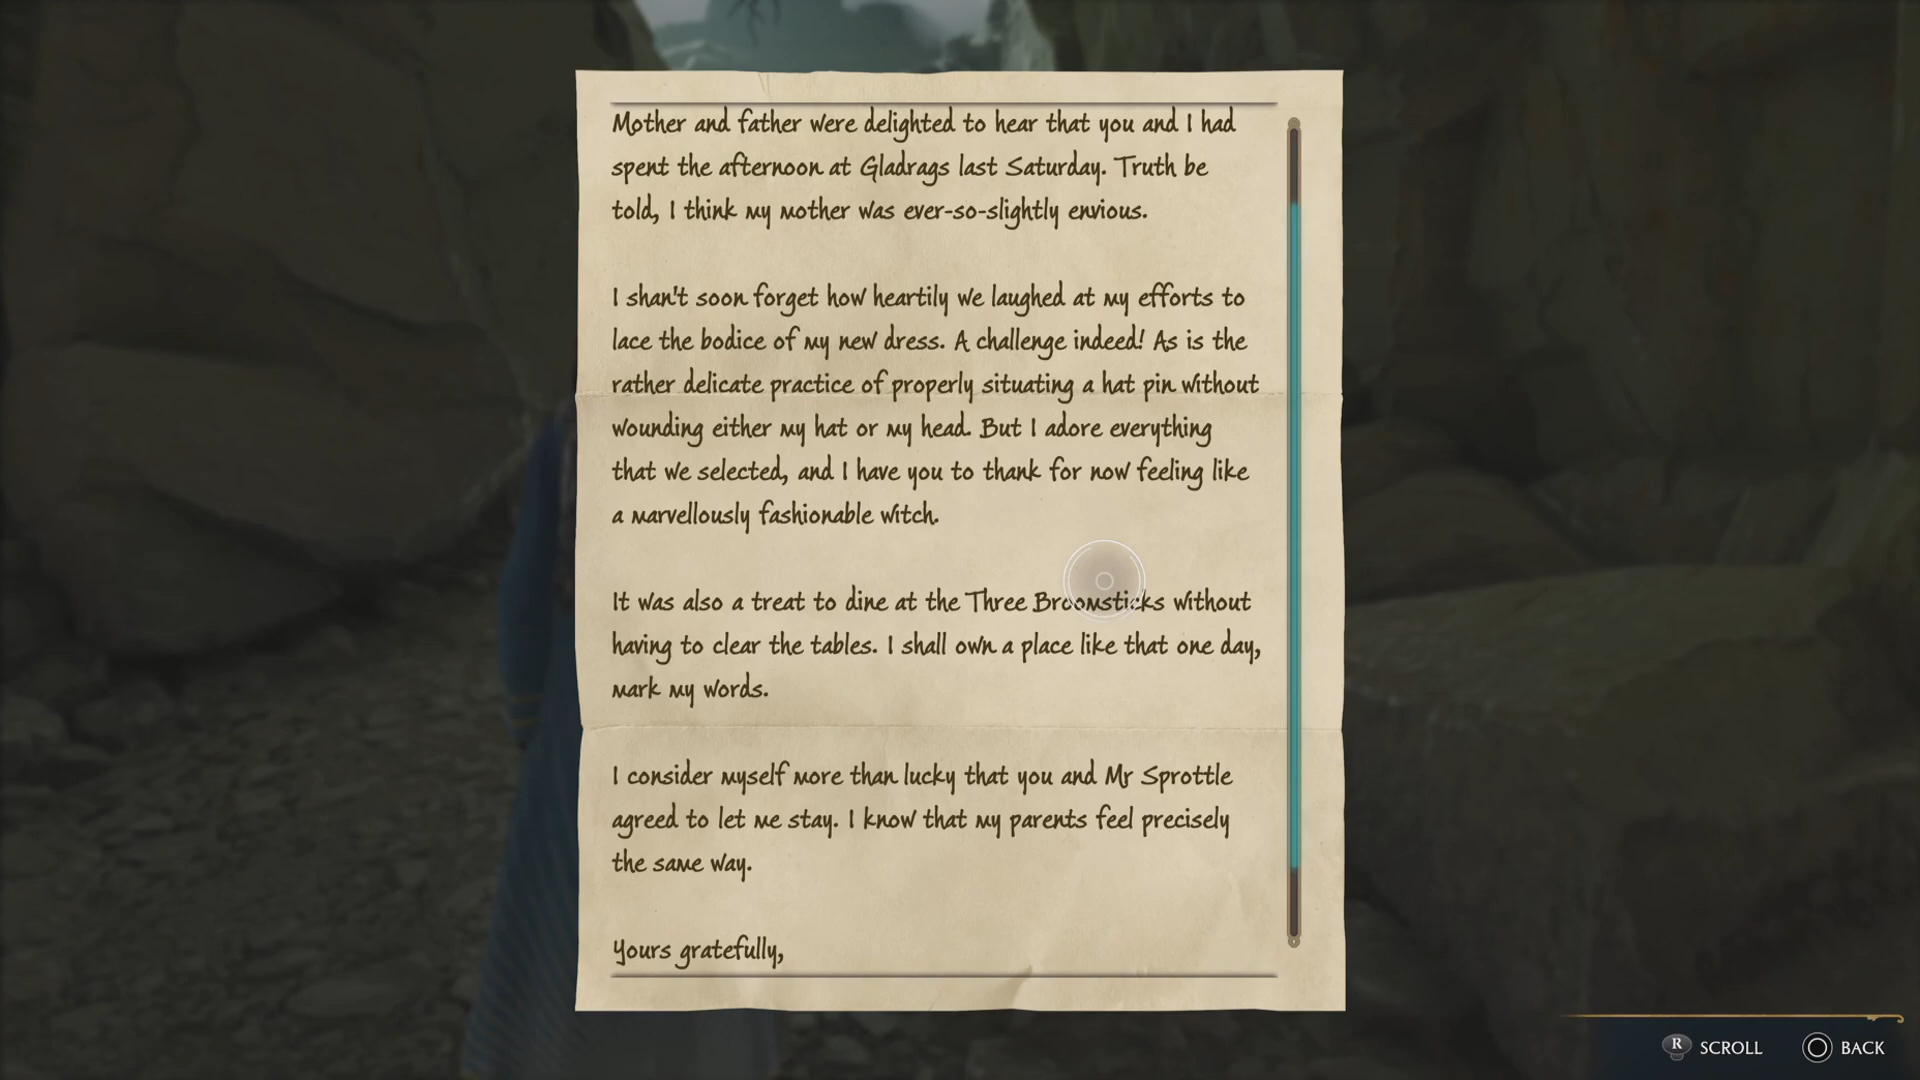 Mother and father were delighted to hear that you and I had
spent the afternoon at Gladrags last Saturday. Truth be
told, I think my mother was ever-so-slightly envious.
I shan't soon forget how heartily we laughed at my efforts to
lace the bodice of my new dress. A challenge indeed! As is the
rather delicate practice of properly situating a hat pin without
wounding either my hat or my head. But I adore everything
that we selected, and I have you to thank for now feeling like
a marvellously fashionable witch.
It was also a treat to dine at the Three Broomsticks without
having to clear the tables. I shall own a place like that one day,
mark my words.
I consider myself more than lucky that you and Mr Sprottle
agreed to let me stay. I know that my parents feel precisely
the same way.
Yours gratefully,
R SCROLL
BACK